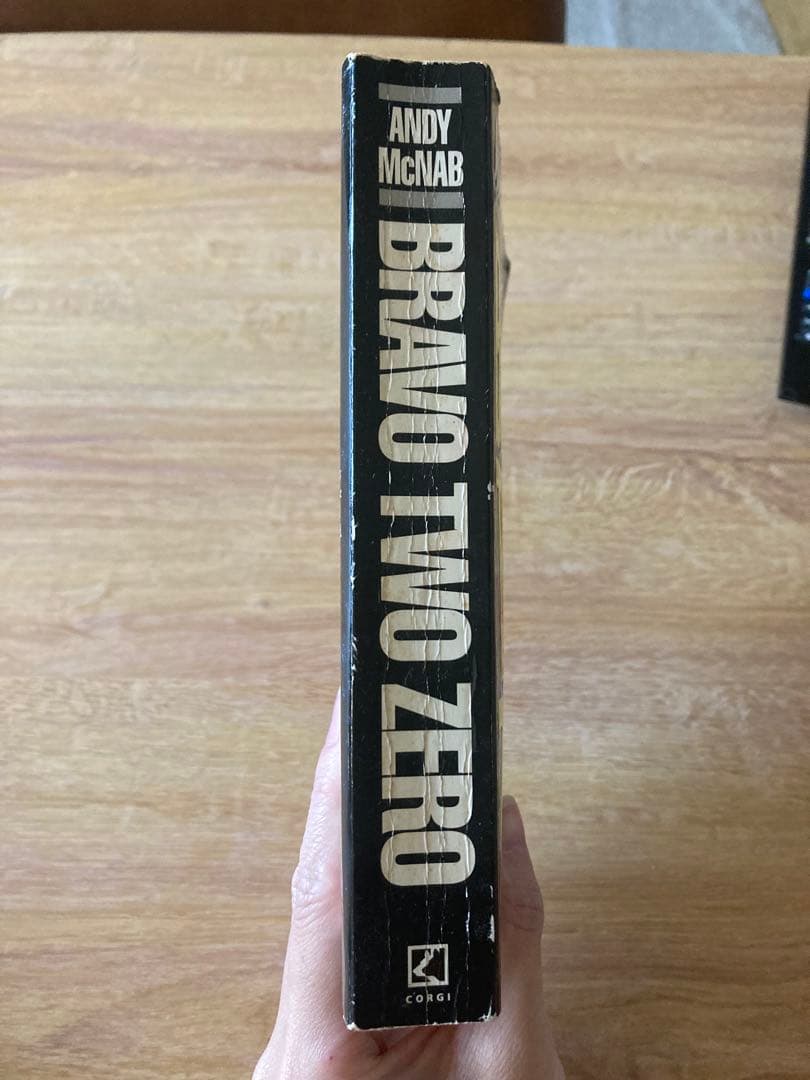 ANDY
McNAB
BRAVO TWO ZERO
CORGI